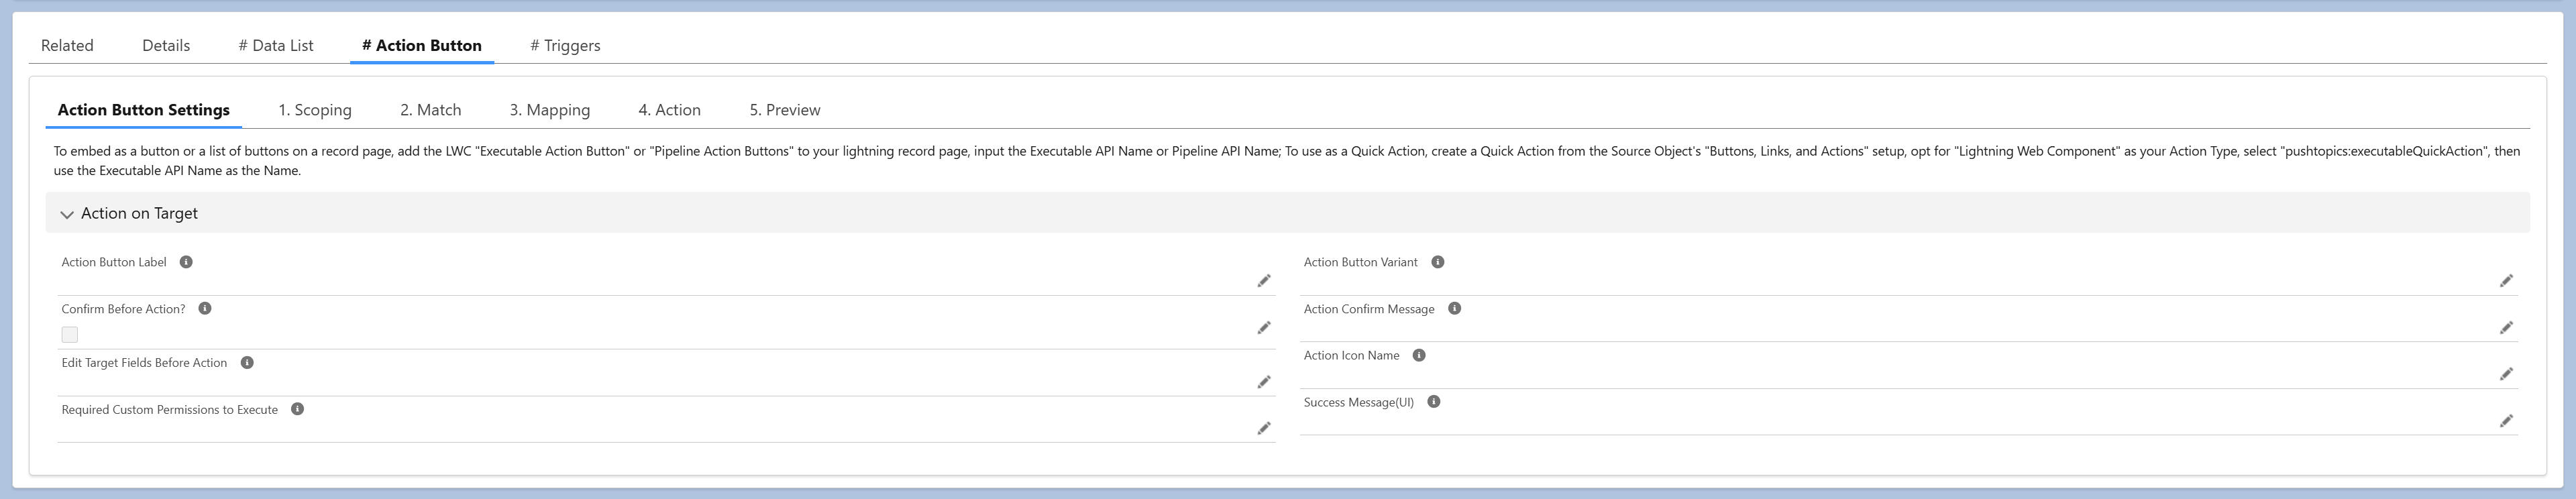 Related
Details
# Data List
# Action Button
# Triggers
Action Button Settings
1. Scoping
2. Match
3. Mapping
4. Action
5. Preview
To embed as a button or a list of buttons on a record page, add the LWC "Executable Action Button" or "Pipeline Action Buttons" to your lightning record page, input the Executable API Name or Pipeline API Name; To use as a Quick Action, create a Quick Action from the Source Object's "Buttons, Links, and Actions" setup, opt for "Lightning Web Component" as your Action Type, select "pushtopics:executableQuickAction", then
use the Executable API Name as the Name.
Action on Target
Action Button Label
Action Button Variant
Confirm Before Action?
Action Confirm Message
Edit Target Fields Before Action
Action Icon Name
Required Custom Permissions to Execute
Success Message(UI)